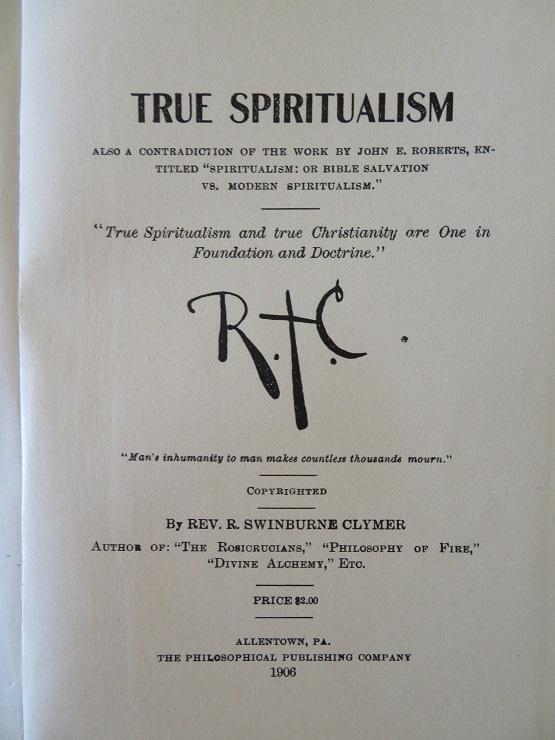 TRUE SPIRITUALISM
ALSO A CONTRADICTION OF THE WORK BY JOHN E. ROBERTS, EN-
TITLED "SPIRITUALISM: OR BIBLE SALVATION
VS. MODERN SPIRITUALISM."
"True Spiritualism and true Christianity are One in
Foundation and Doctrine."
R.†C.
"Man's inhumanity to man makes countless thousands mourn."
COPYRIGHTED
By REV. R. SWINBURNE CLYMER
AUTHOR OF: "THE ROSICRUCIANS," "PHILOSOPHY OF FIRE,"
"DIVINE ALCHEMY," ETC.
PRICE $2.00
ALLENTOWN, PA.
THE PHILOSOPHICAL PUBLISHING COMPANY
1906